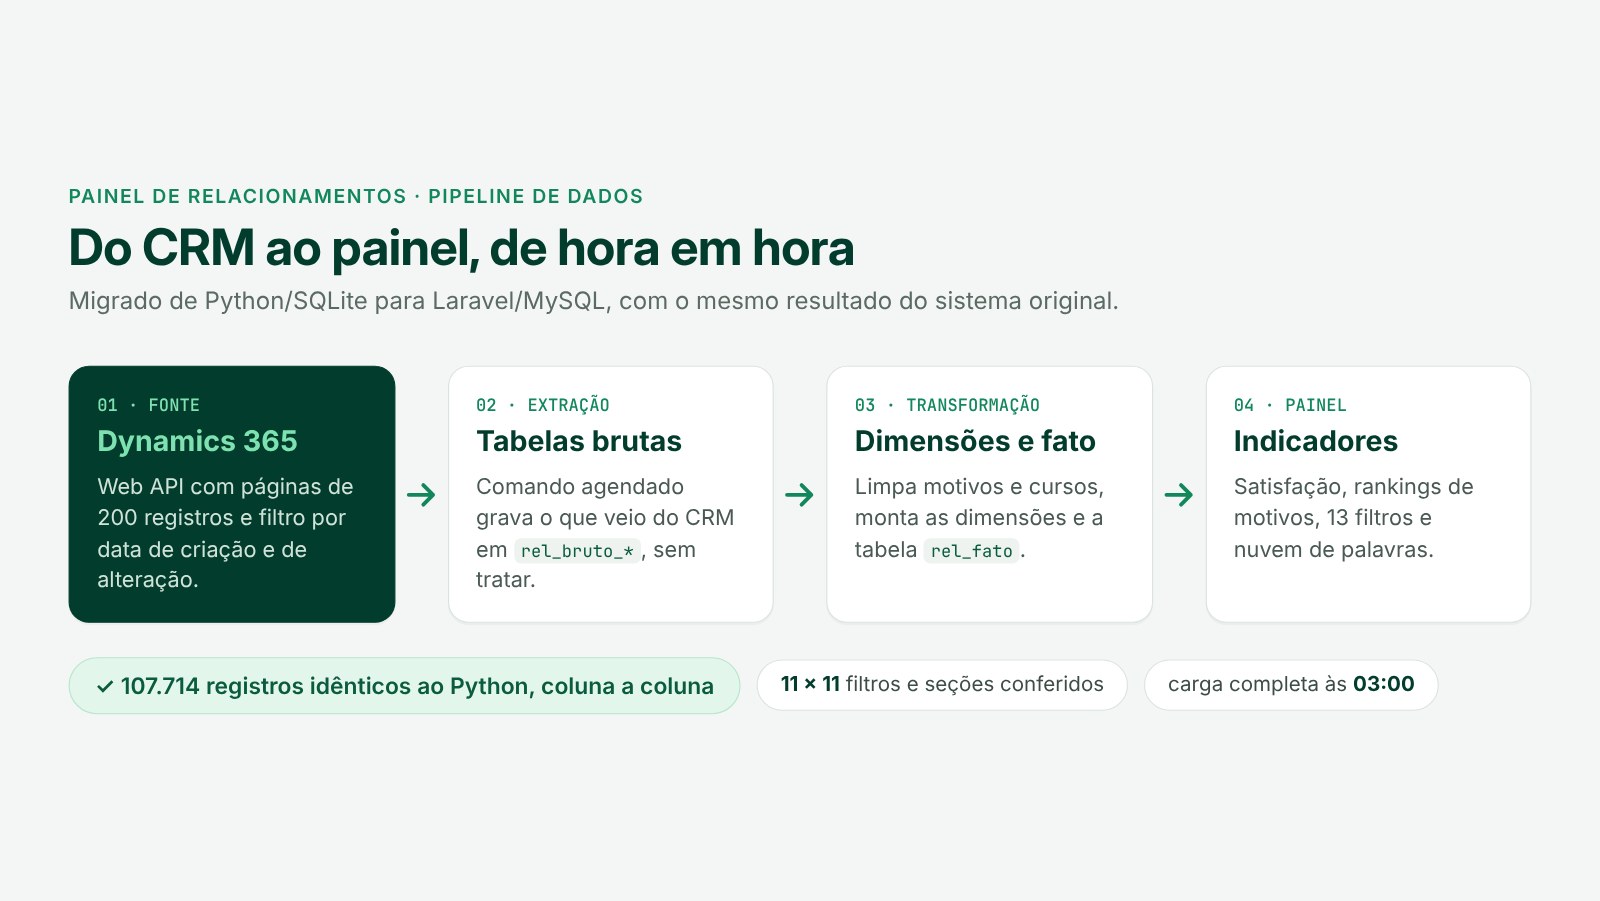 PAINEL DE RELACIONAMENTOS · PIPELINE DE DADOS
Do CRM ao painel, de hora em hora
Migrado de Python/SQLite para Laravel/MySQL, com o mesmo resultado do sistema original.
01 · FONTE
Dynamics 365
Web API com páginas de
200 registros e filtro por
data de criação e de
alteração.
→
02 · EXTRAÇÃO
Tabelas brutas
Comando agendado
grava o que veio do CRM
em rel_bruto_*, sem
tratar.
→
03 · TRANSFORMAÇÃO
Dimensões e fato
Limpa motivos e cursos,
monta as dimensões e a
tabela rel_fato.
→
04 · PAINEL
Indicadores
Satisfação, rankings de
motivos, 13 filtros e
nuvem de palavras.
✓ 107.714 registros idênticos ao Python, coluna a coluna
11 × 11 filtros e seções conferidos
carga completa às 03:00